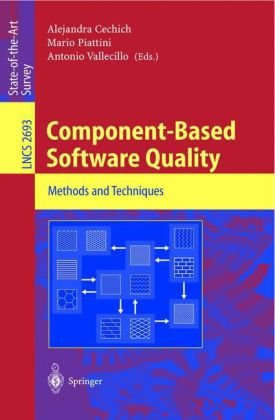 State-of-the-Art
Survey
LNCS 2693
Alejandra Cechich
Mario Piattini
Antonio Vallecillo (Eds.)
Component-Based
Software Quality
Methods and Techniques
Springer